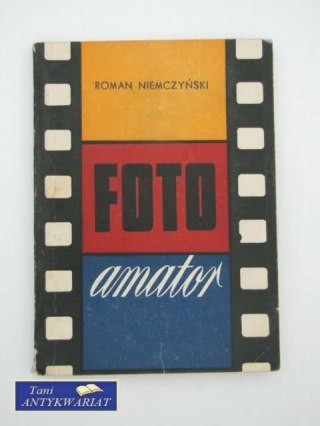 ROMAN NIEMCZYŃSKI
FOTO
amator
Tani
ANTYKWARIAT